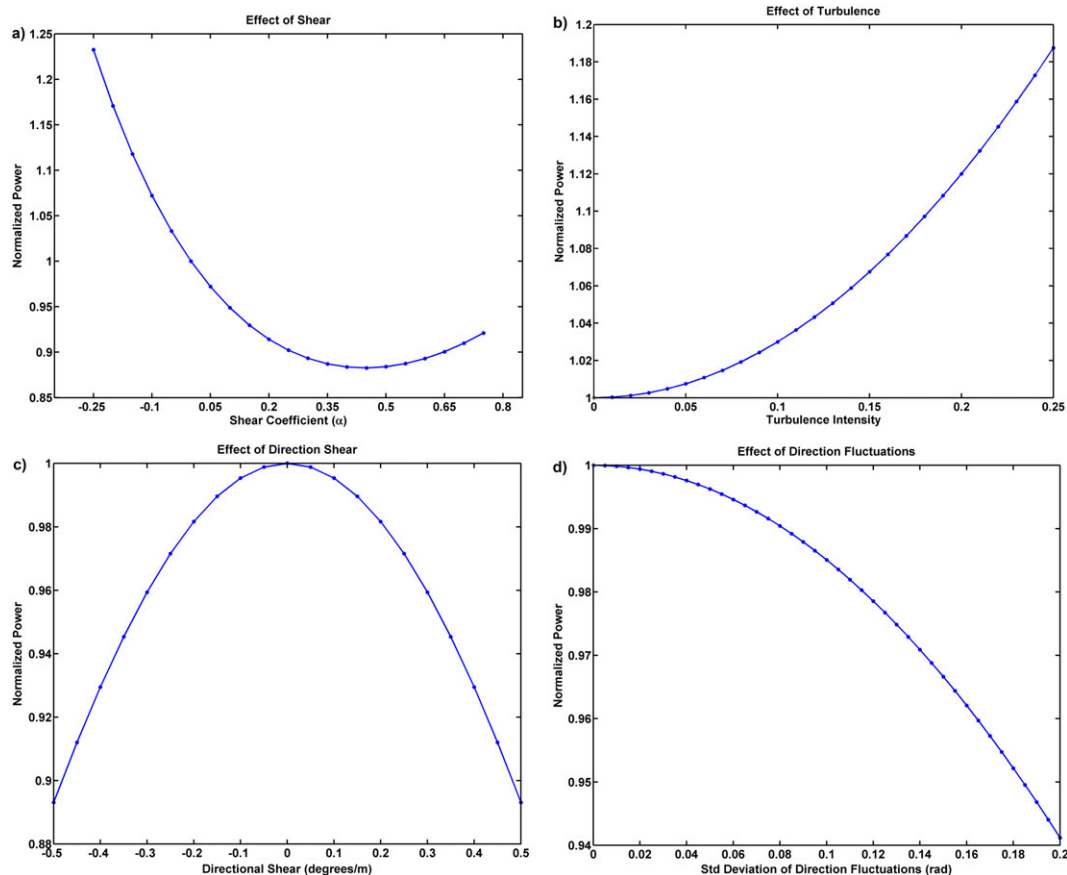 a)
Effect of Shear
1.25
1.2
1.15
1.1
1.05
1
0.95
0.9
0.85
Normalized Power
-0.25 -0.1 0.05 0.2 0.35 0.5 0.65 0.8
Shear Coefficient (α)
b)
Effect of Turbulence
1.2
1.18
1.16
1.14
1.12
1.1
1.08
1.06
1.04
1.02
1
Normalized Power
0 0.05 0.1 0.15 0.2 0.25
Turbulence Intensity
c)
Effect of Direction Shear
1
0.98
0.96
0.94
0.92
0.9
0.88
Normalized Power
-0.5 -0.4 -0.3 -0.2 -0.1 0 0.1 0.2 0.3 0.4 0.5
Directional Shear (degrees/m)
d)
Effect of Direction Fluctuations
1
0.99
0.98
0.97
0.96
0.95
0.94
Normalized Power
0 0.02 0.04 0.06 0.08 0.1 0.12 0.14 0.16 0.18 0.2
Std Deviation of Direction Fluctuations (rad)